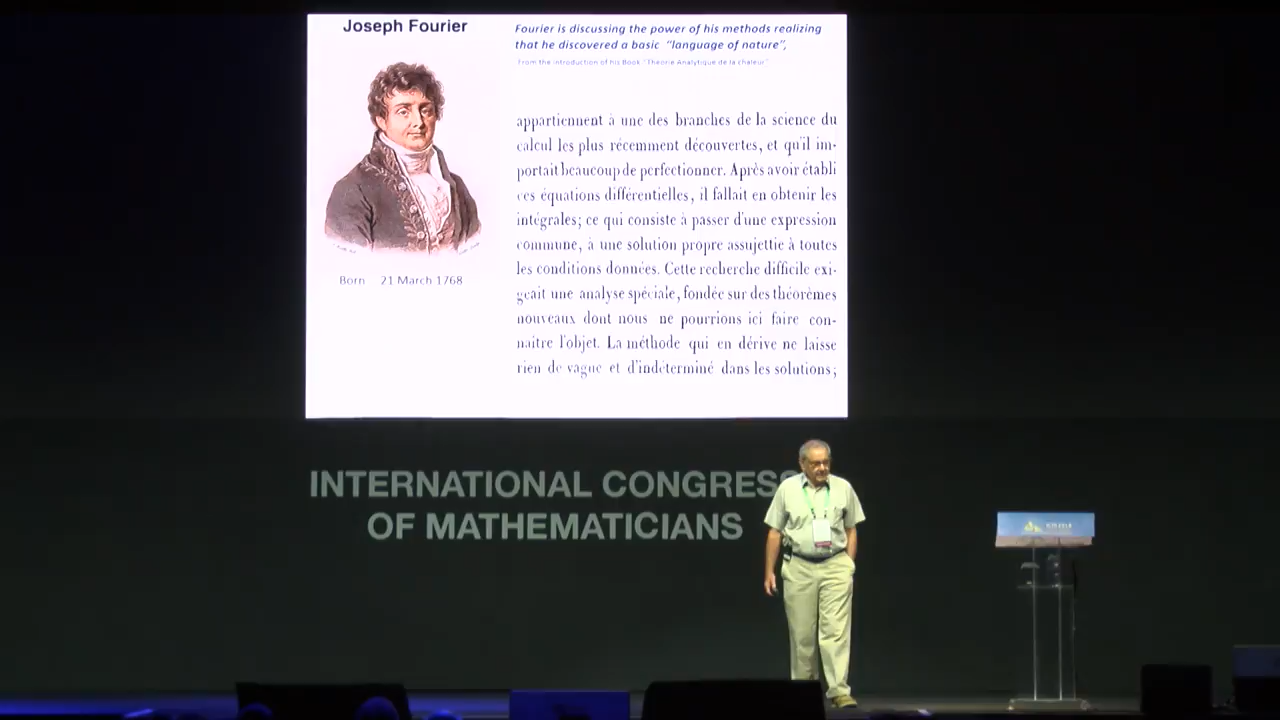 Joseph Fourier
Born 21 March 1768
Fourier is discussing the power of his methods realizing
that he discovered a basic "language of nature",
From the introduction of his Book "Theorie Analytique de la chaleur"
appartiennent à une des branches de la science du
calcul les plus récemment découvertes, et qu'il im-
portait beaucoup de perfectionner. Après avoir établi
ces équations différentielles, il fallait en obtenir les
intégrales; ce qui consiste à passer d'une expression
commune, à une solution propre assujettie à toutes
les conditions données. Cette recherche difficile exi-
geait une analyse spéciale, fondée sur des théorèmes
nouveaux dont nous ne pourrions ici faire con-
naître l'objet. La méthode qui en dérive ne laisse
rien de vague et d'indéterminé dans les solutions;
INTERNATIONAL CONGRESS
OF MATHEMATICIANS